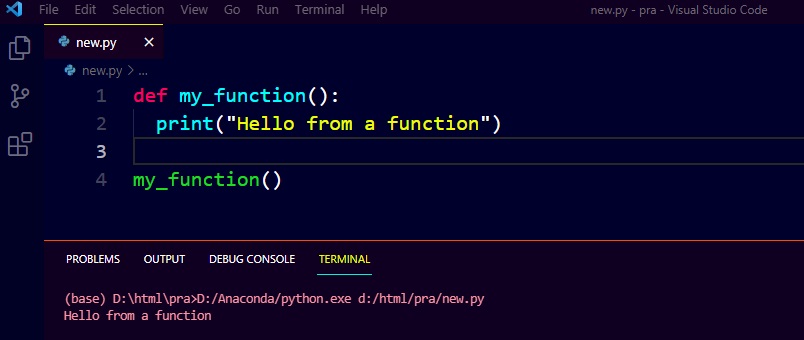 File Edit Selection View Go Run Terminal Help new.py - pra - Visual Studio Code
new.py ×
new.py > ...
1 def my_function():
2   print("Hello from a function")
3
4 my_function()
PROBLEMS OUTPUT DEBUG CONSOLE TERMINAL
(base) D:\html\pra>D:/Anaconda/python.exe d:/html/pra/new.py
Hello from a function